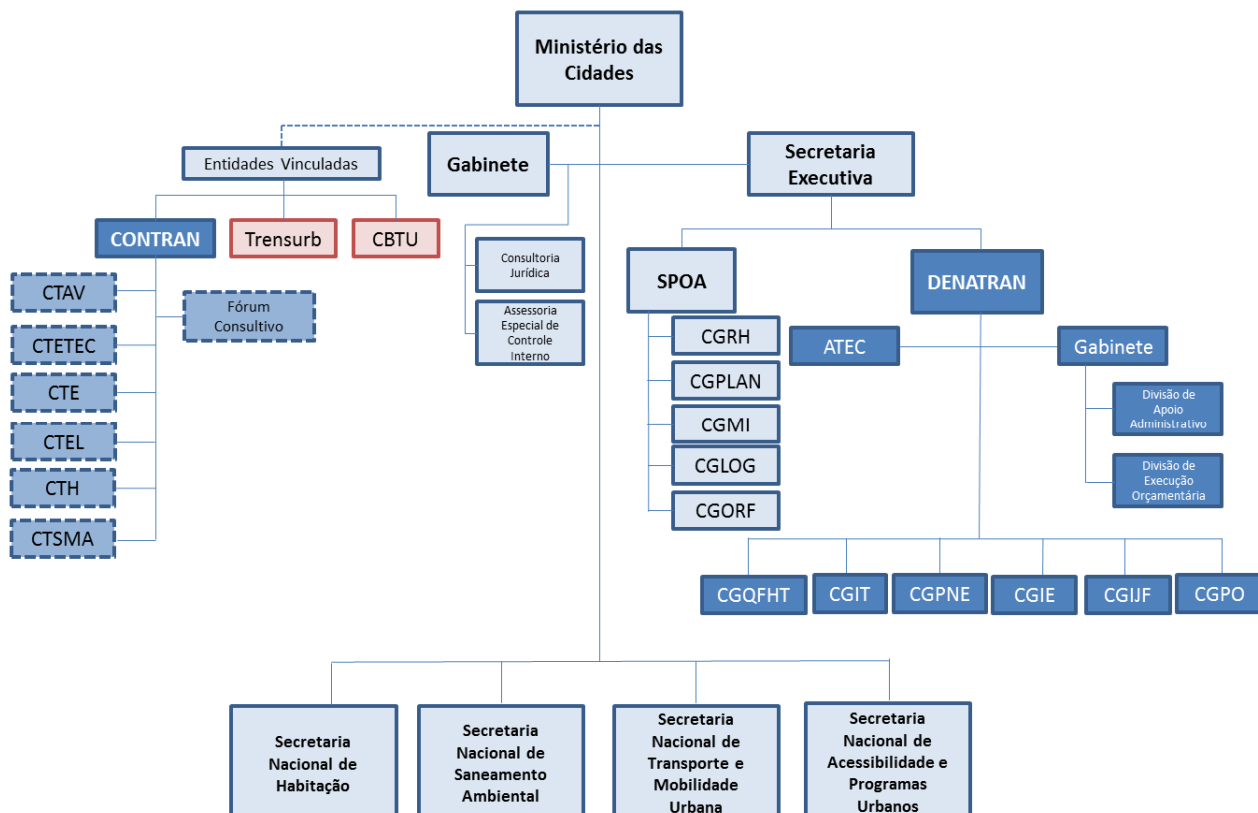 Ministério das
Cidades
Entidades Vinculadas
Gabinete
Secretaria
Executiva
CONTRAN
Trensurb
CBTU
Consultoria
Jurídica
SPOA
DENATRAN
CTAV
Fórum
Consultivo
Assessoria
Especial de
Controle
Interno
CGRH
ATEC
Gabinete
CTETEC
CGPLAN
CTE
Divisão de
Apoio
Administrativo
CTEL
CGMI
CGLOG
Divisão de
Execução
Orçamentária
CTH
CGORF
CTSMA
CGQFHT
CGIT
CGPNE
CGIE
CGIJF
CGPO
Secretaria
Nacional de
Habitação
Secretaria
Nacional de
Saneamento
Ambiental
Secretaria
Nacional de
Transporte e
Mobilidade
Urbana
Secretaria
Nacional de
Acessibilidade e
Programas
Urbanos